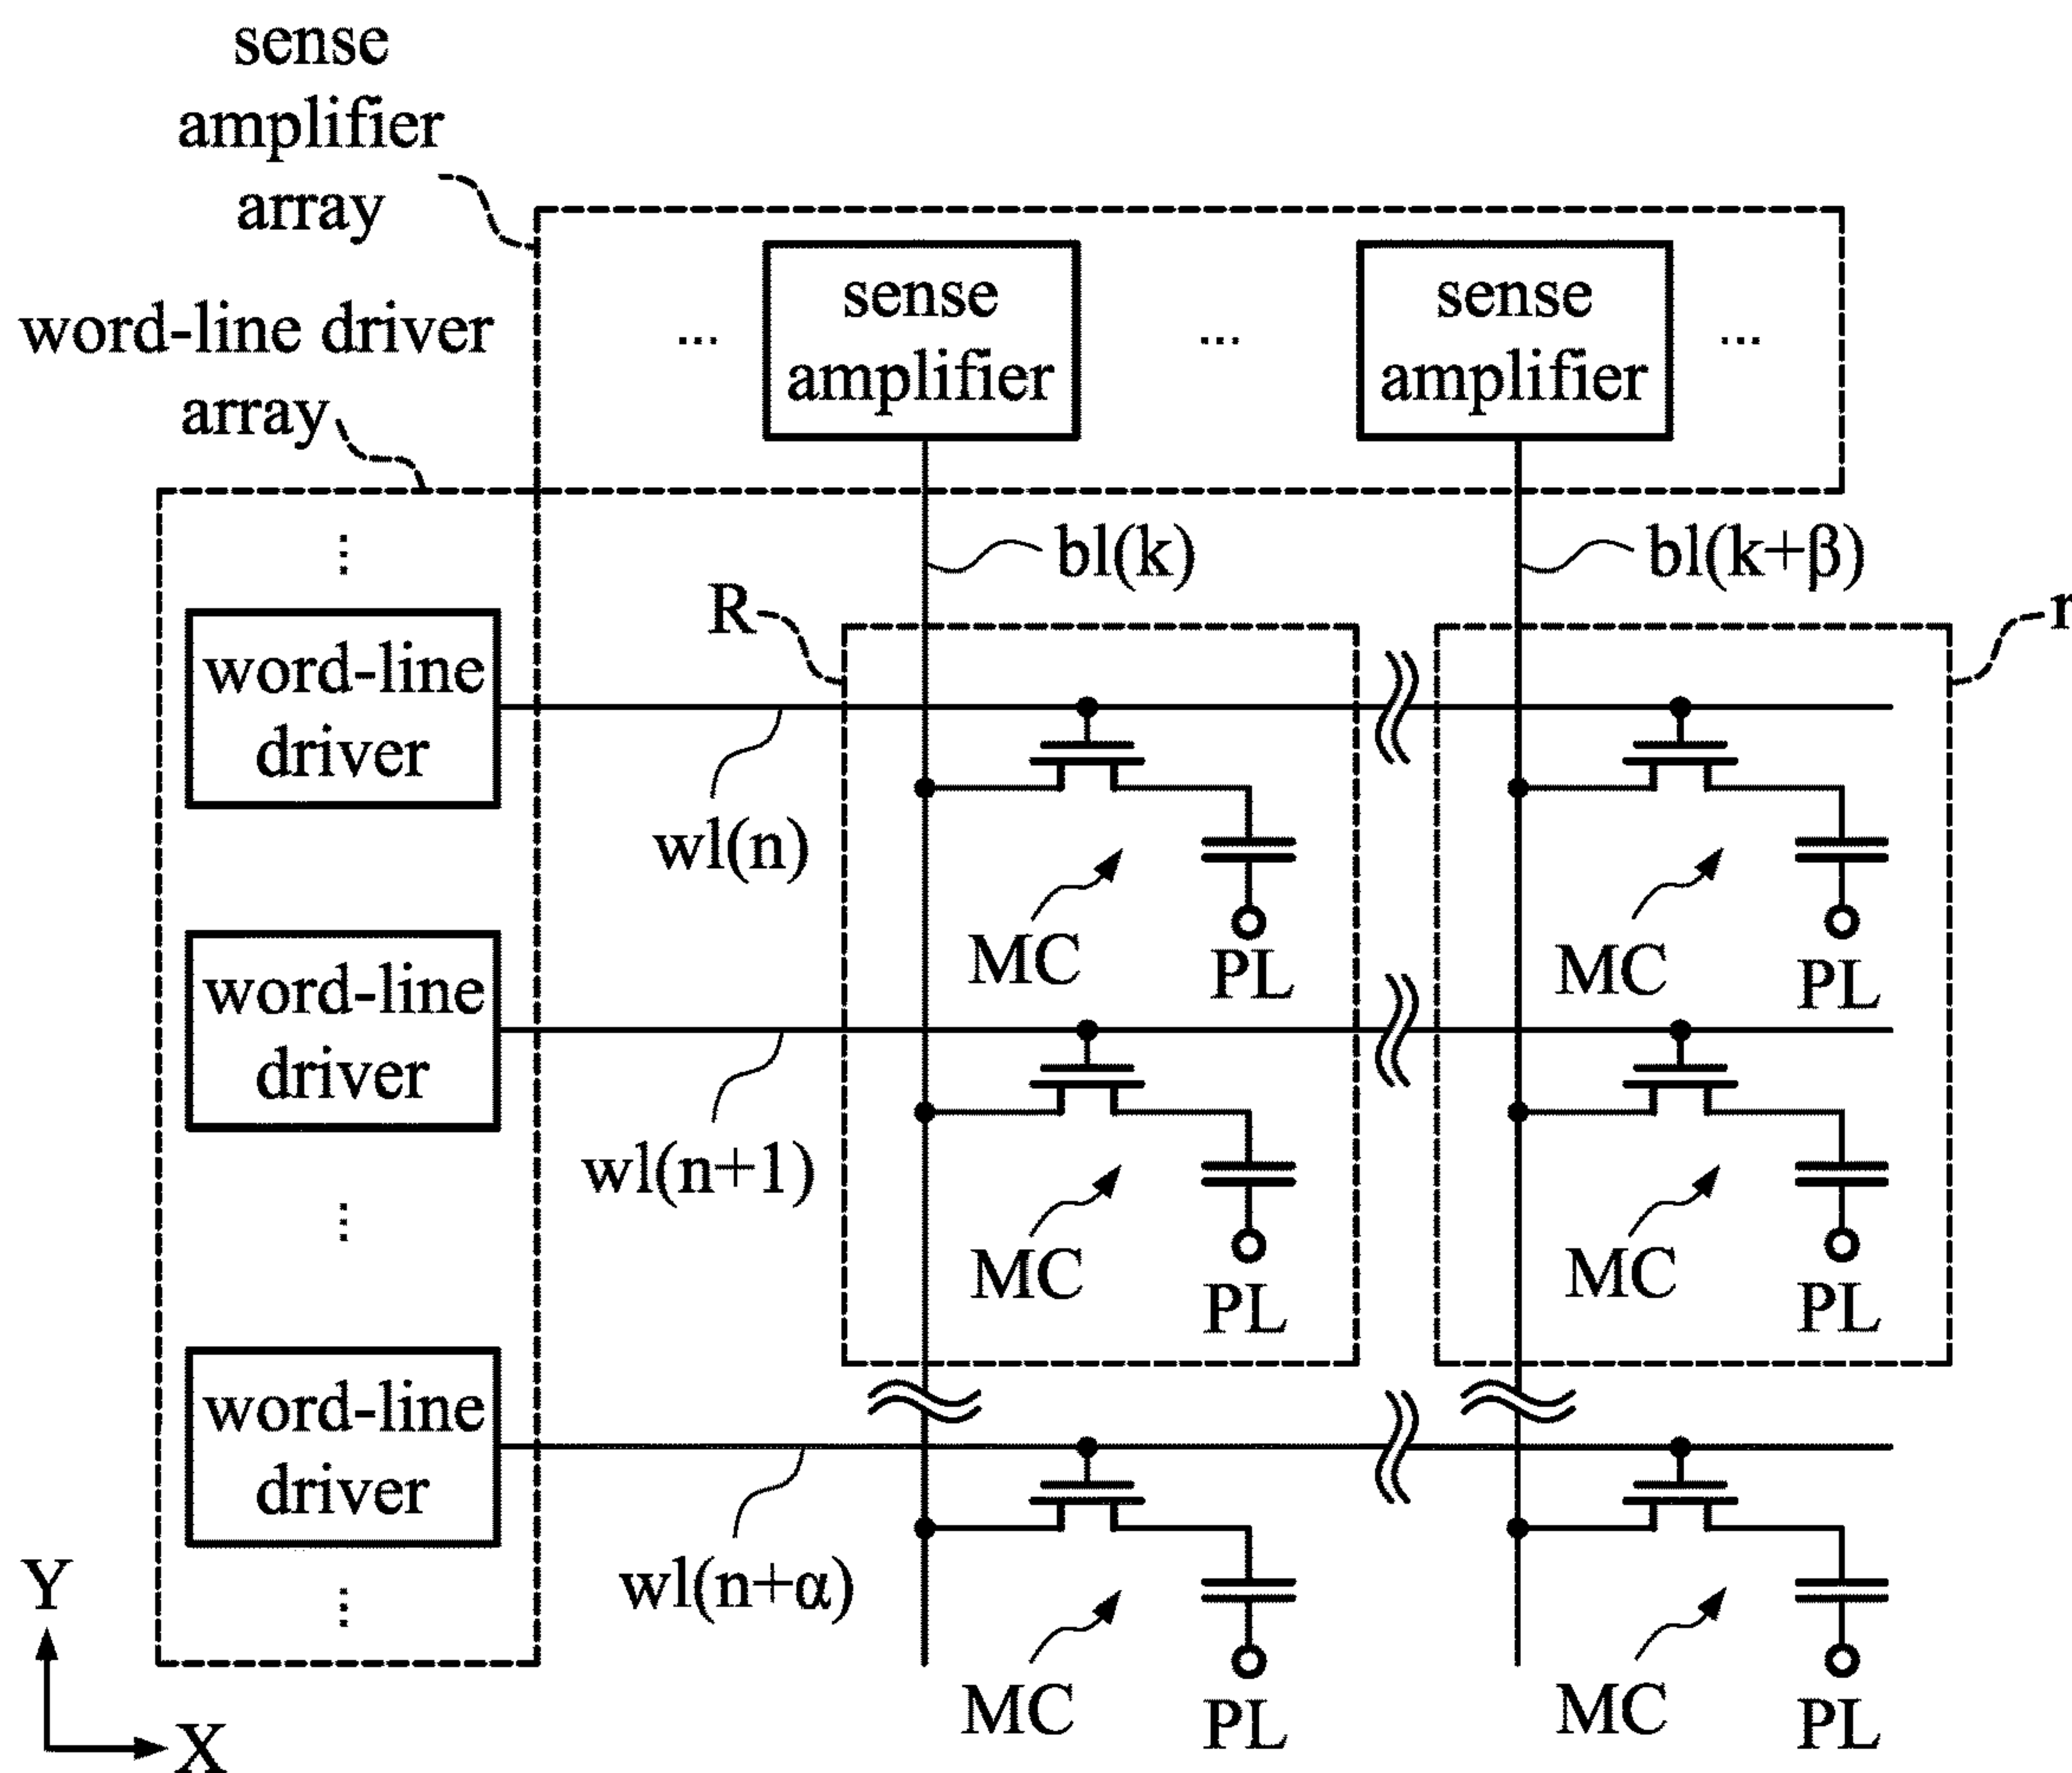 sense
amplifier
array
word-line driver
array
sense
amplifier
sense
amplifier
...
...
...
bl(k)
bl(k+β)
R
r
...
word-line
driver
wl(n)
MC
PL
MC
PL
word-line
driver
wl(n+1)
MC
PL
MC
PL
...
word-line
driver
wl(n+α)
MC
PL
MC
PL
...
Y
X